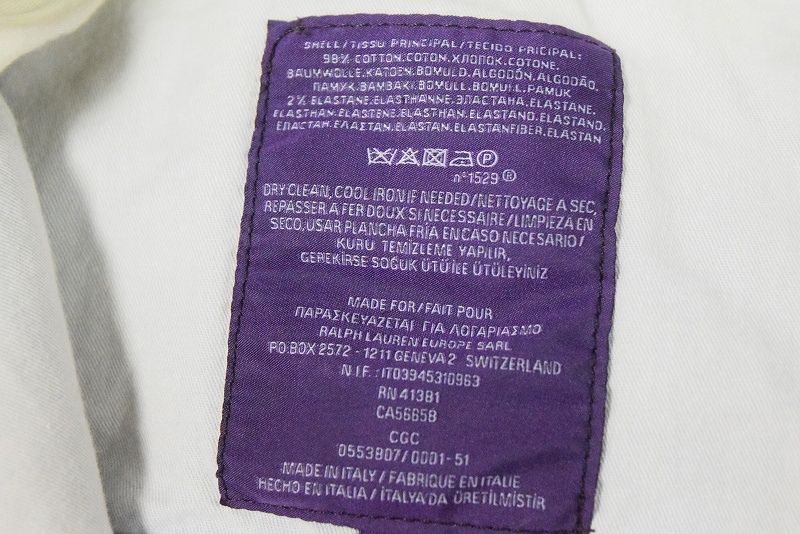 SHELL/TISSU PRINCIPAL/TECIDO PRICIPAL:
98% COTTON.COTON.ХЛОПОК.COTONE.
BAUMWOLLE.KATOEN.BOMULD.ALGODÓN.ALGODÃO.
ПАМУК.BAMBAKI.BOMULL.BOMULL.PAMUK
2% ELASTANE.ELASTHANNE.ЭЛАСТАНА.ELASTANE.
ELASTHAN.ELASTENE.ELASTHAN.ELASTANO.ELASTANO.
ЕЛАСТАН.ΕΛΑΣΤΑΝ.ELASTAN.ELASTANFIBER.ELASTAN
P
n°1529 ®
DRY CLEAN, COOL IRON IF NEEDED/NETTOYAGE A SEC,
REPASSER A FER DOUX SI NECESSAIRE/LIMPIEZA EN
SECO,USAR PLANCHA FRÍA EN CASO NECESARIO/
KURU TEMİZLEME YAPILIR,
GEREKİRSE SOĞUK ÜTÜ İLE ÜTÜLEYİNİZ
MADE FOR/FAIT POUR
ΠΑΡΑΣΚΕΥΑΖΕΤΑΙ ΓΙΑ ΛΟΓΑΡΙΑΣΜΟ
RALPH LAUREN EUROPE SARL
PO.BOX 2572 - 1211 GENEVA 2 SWITZERLAND
N.I.F. : IT03945310963
RN 41381
CA56658
CGC
0553807/0001-51
MADE IN ITALY/FABRIQUE EN ITALIE
HECHO EN ITALIA/İTALYA'DA ÜRETİLMİSTİR